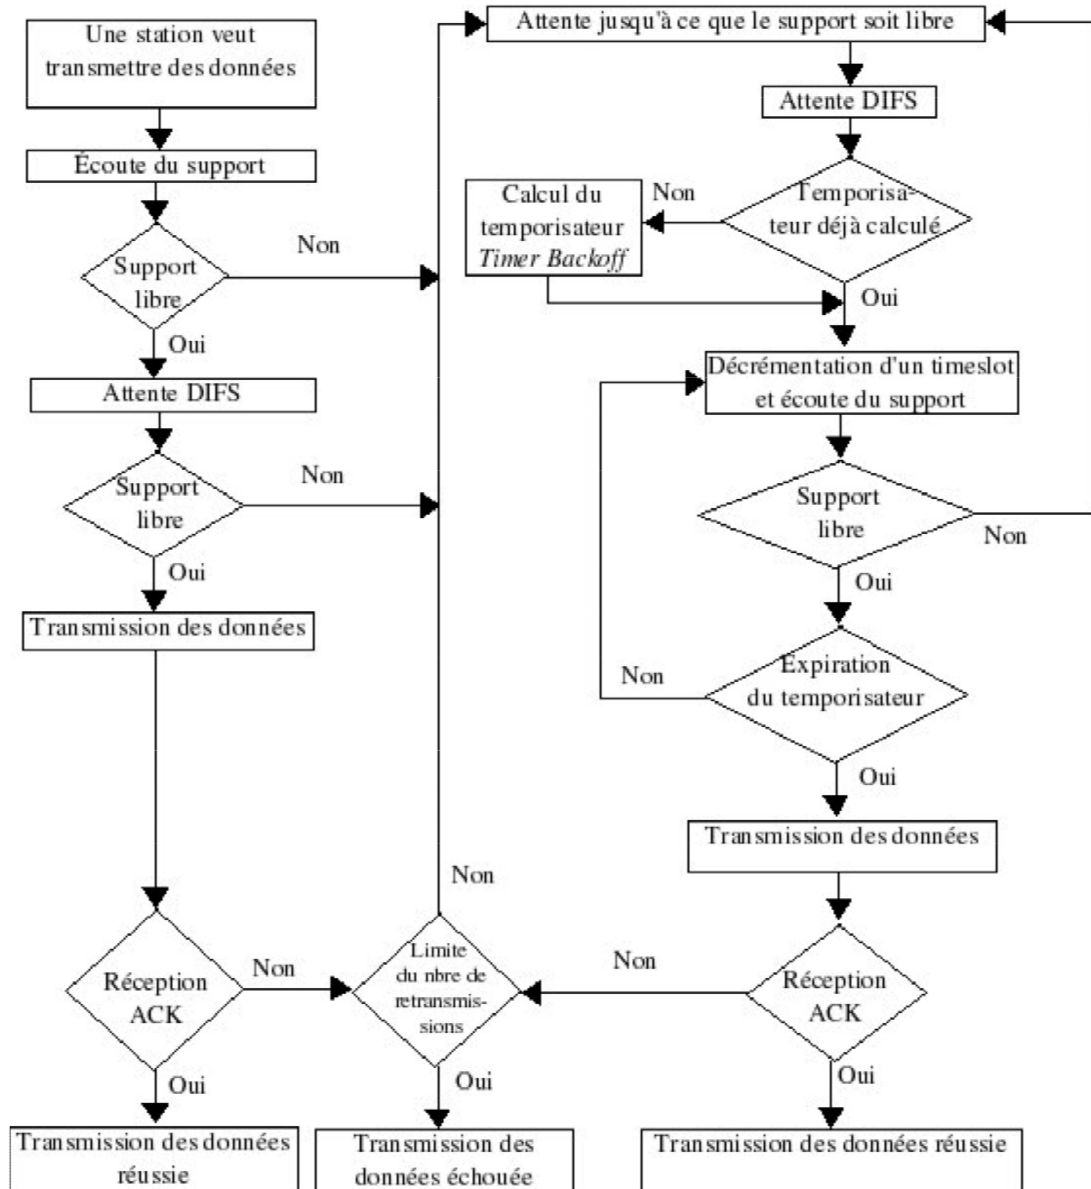 Une station veut
transmettre des données
Écoute du support
Support
libre
Non
Oui
Attente DIFS
Support
libre
Non
Oui
Transmission des données
Réception
ACK
Non
Oui
Transmission des données
réussie
Limite
du nbre de
retransmis-
sions
Non
Oui
Transmission des
données échouée
Attente jusqu'à ce que le support soit libre
Attente DIFS
Temporisa-
teur déjà calculé
Non
Calcul du
temporisateur
Timer Backoff
Oui
Décrémentation d'un timeslot
et écoute du support
Support
libre
Non
Oui
Expiration
du temporisateur
Non
Oui
Transmission des données
Réception
ACK
Non
Oui
Transmission des données réussie